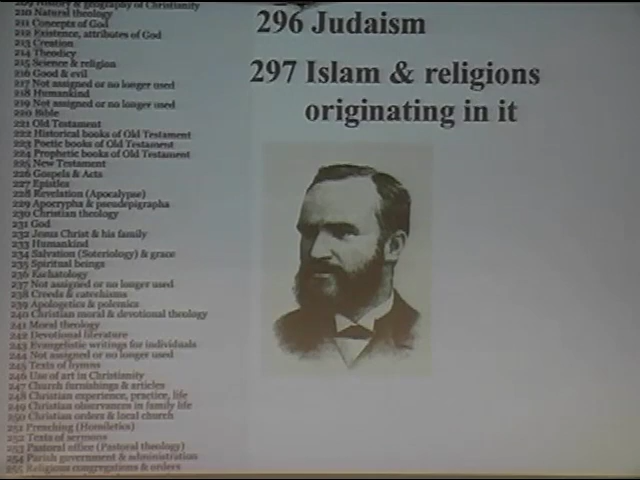 209 History & geography of Christianity
210 Natural theology
211 Concepts of God
212 Existence, attributes of God
213 Creation
214 Theodicy
215 Science & religion
216 Good & evil
217 Not assigned or no longer used
218 Humankind
219 Not assigned or no longer used
220 Bible
221 Old Testament
222 Historical books of Old Testament
223 Poetic books of Old Testament
224 Prophetic books of Old Testament
225 New Testament
226 Gospels & Acts
227 Epistles
228 Revelation (Apocalypse)
229 Apocrypha & pseudepigrapha
230 Christian theology
231 God
232 Jesus Christ & his family
233 Humankind
234 Salvation (Soteriology) & grace
235 Spiritual beings
236 Eschatology
237 Not assigned or no longer used
238 Creeds & catechisms
239 Apologetics & polemics
240 Christian moral & devotional theology
241 Moral theology
242 Devotional literature
243 Evangelistic writings for individuals
244 Not assigned or no longer used
245 Texts of hymns
246 Use of art in Christianity
247 Church furnishings & articles
248 Christian experience, practice, life
249 Christian observances in family life
250 Christian orders & local church
251 Preaching (Homiletics)
252 Texts of sermons
253 Pastoral office (Pastoral theology)
254 Parish government & administration
255 Religious congregations & orders
296 Judaism
297 Islam & religions
originating in it